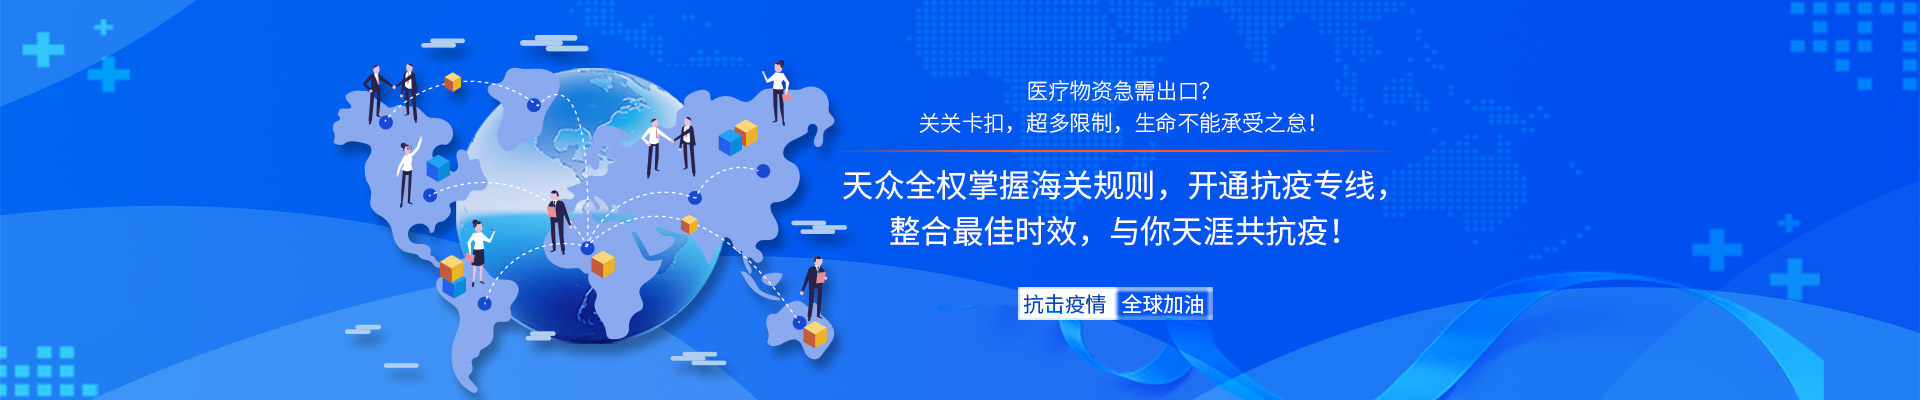 医疗物资急需出口？
关关卡扣，超多限制，生命不能承受之怠！
天众全权掌握海关规则，开通抗疫专线，
整合最佳时效，与你天涯共抗疫！
抗击疫情 全球加油